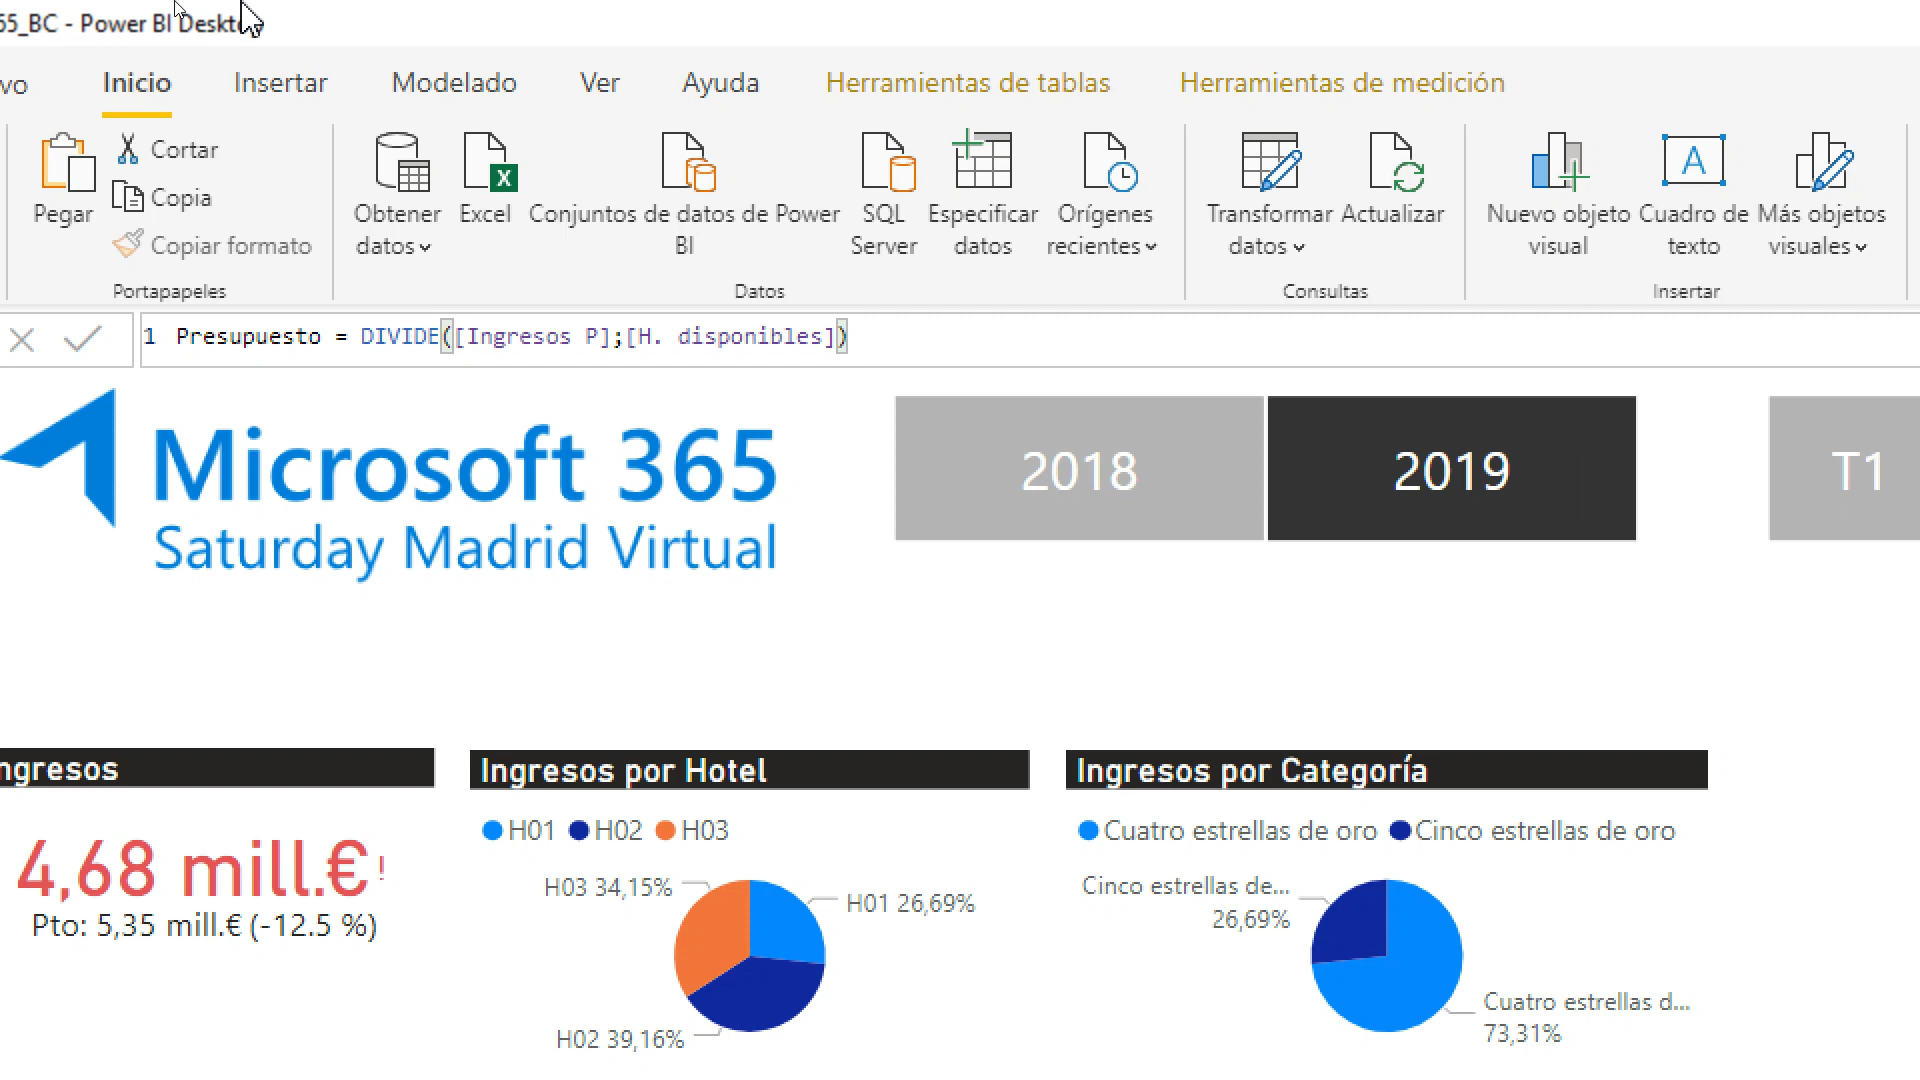 55_BC - Power BI Desktop
vo Inicio Insertar Modelado Ver Ayuda Herramientas de tablas Herramientas de medición
Pegar
Cortar
Copia
Copiar formato
Portapapeles
Obtener datos
Excel
Conjuntos de datos de Power BI
SQL Server
Especificar datos
Orígenes recientes
Datos
Transformar datos
Actualizar
Consultas
Nuevo objeto visual
Cuadro de texto
A
Más objetos visuales
Insertar
1 Presupuesto = DIVIDE([Ingresos P];[H. disponibles])
Microsoft 365
Saturday Madrid Virtual
2018
2019
T1
ngresos
4,68 mill.€!
Pto: 5,35 mill.€ (-12.5 %)
Ingresos por Hotel
H01 H02 H03
H03 34,15%
H01 26,69%
H02 39,16%
Ingresos por Categoría
Cuatro estrellas de oro Cinco estrellas de oro
Cinco estrellas de...
26,69%
Cuatro estrellas d...
73,31%